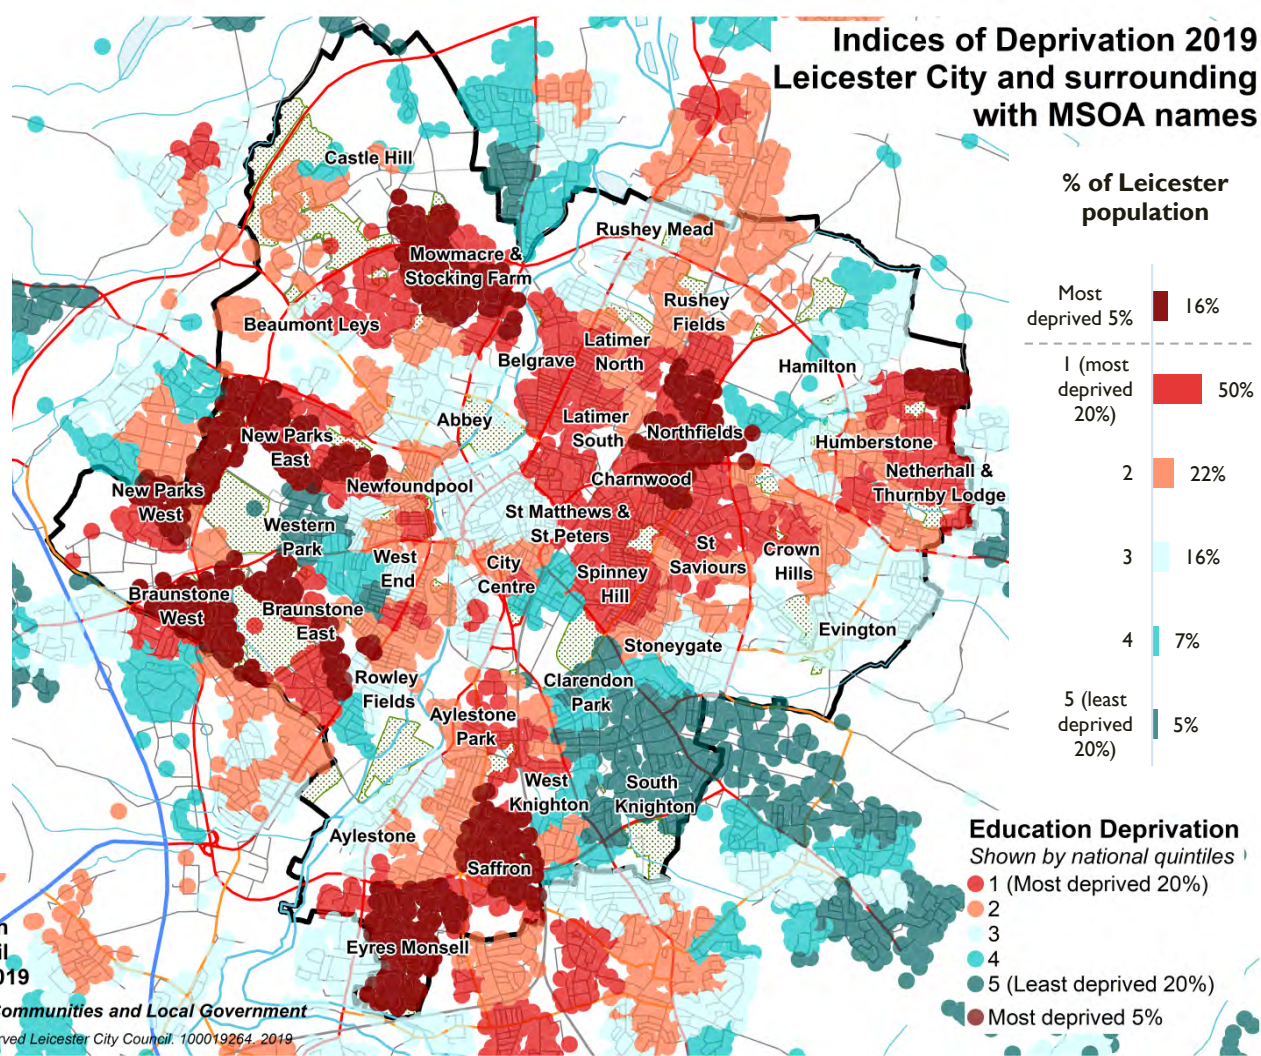 Indices of Deprivation 2019
Leicester City and surrounding
with MSOA names
% of Leicester
population
Most
deprived 5%
16%
1 (most
deprived
20%)
50%
2
22%
3
16%
4
7%
5 (least
deprived
20%)
5%
Castle Hill
Rushey Mead
Mowmacre &
Stocking Farm
Rushey
Fields
Beaumont Leys
Latimer
North
Belgrave
Hamilton
Abbey
Latimer
South
Northfields
New Parks
East
Humberstone
Charnwood
Netherhall &
Thurnby Lodge
New Parks
West
Newfoundpool
St Matthews &
St Peters
Western
Park
West
End
City
Centre
Spinney
Hill
St
Saviours
Crown
Hills
Braunstone
West
Braunstone
East
Evington
Stoneygate
Rowley
Fields
Clarendon
Park
Aylestone
Park
West
Knighton
South
Knighton
Aylestone
Saffron
Eyres Monsell
Education Deprivation
Shown by national quintiles
1 (Most deprived 20%)
2
3
4
5 (Least deprived 20%)
Most deprived 5%
n
il
019
ommunities and Local Government
rved Leicester City Council. 100019264. 2019